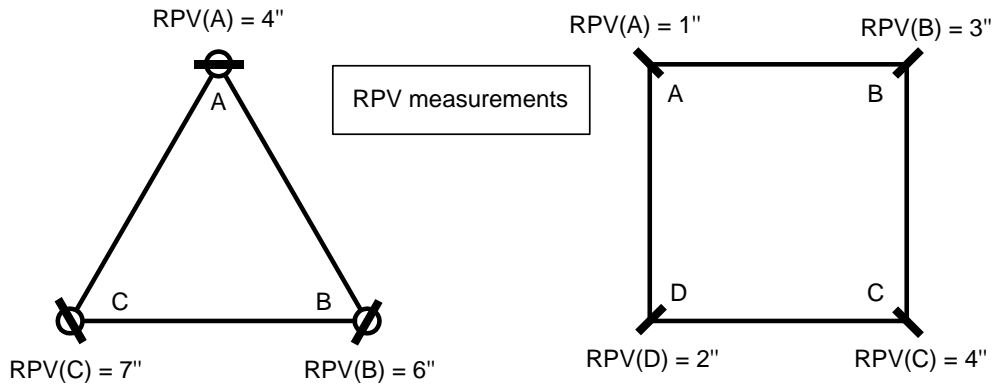 RPV(A) = 4"
A
C
B
RPV(C) = 7"
RPV(B) = 6"
RPV measurements
RPV(A) = 1"
RPV(B) = 3"
A
B
D
C
RPV(D) = 2"
RPV(C) = 4"